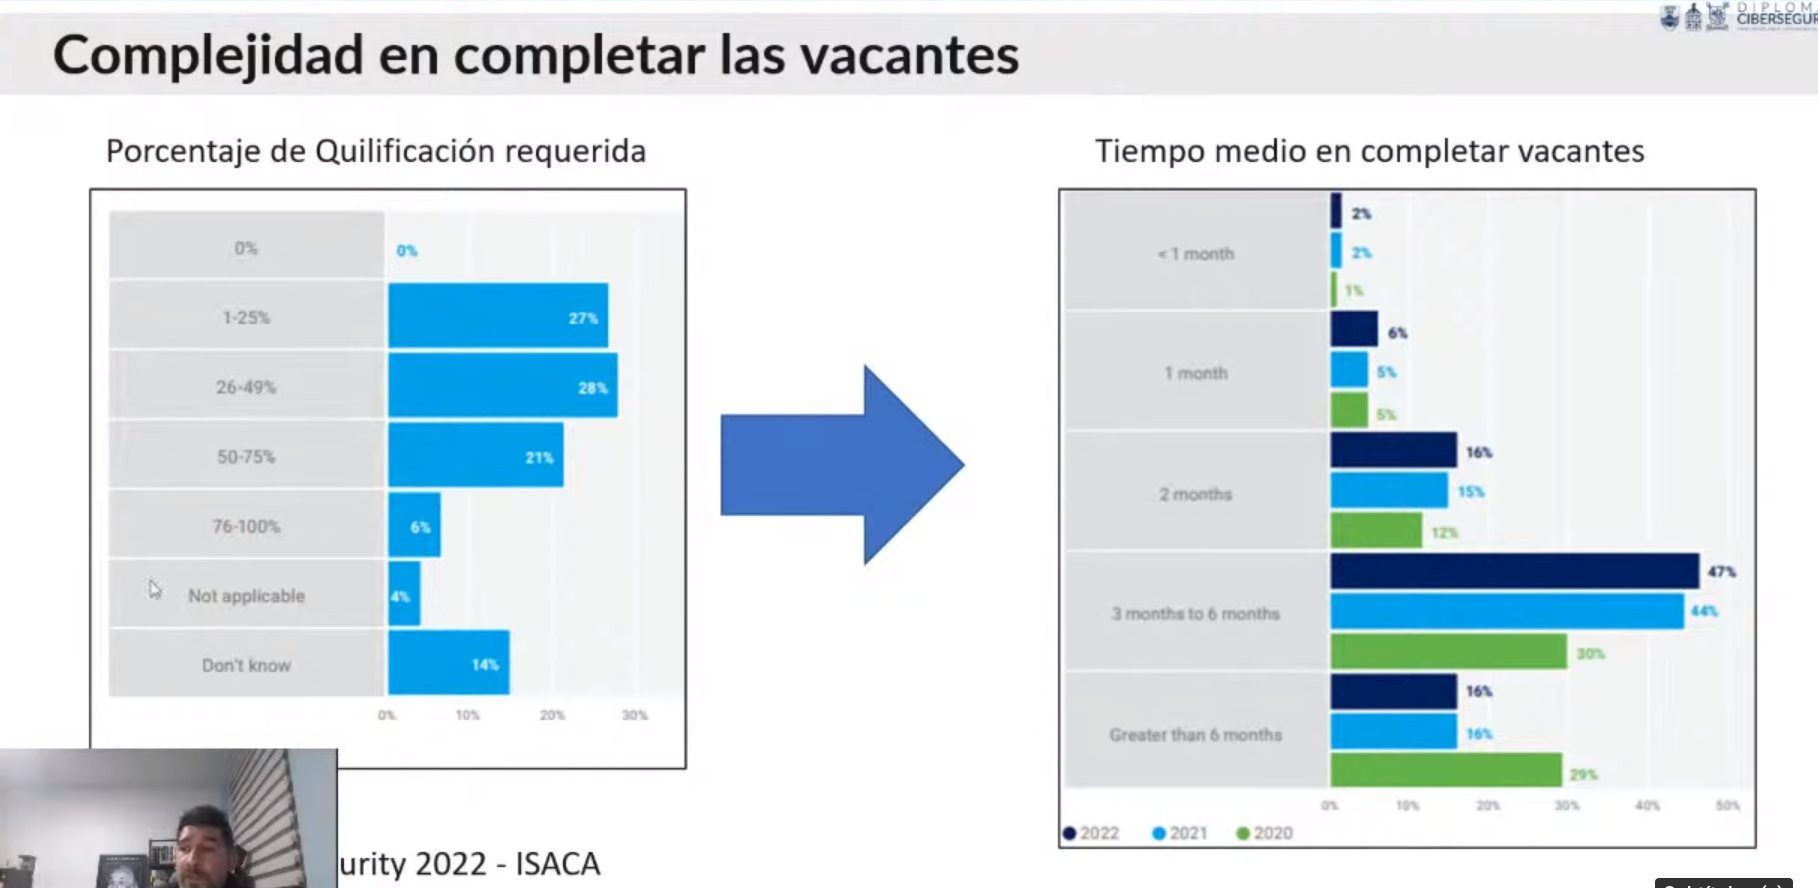 DIPLOM
CIBERSEGUR
Complejidad en completar las vacantes
Porcentaje de Quilificación requerida
0%
0%
1-25%
27%
26-49%
28%
50-75%
21%
76-100%
6%
Not applicable
4%
Don't know
14%
0% 10% 20% 30%
Tiempo medio en completar vacantes
< 1 month
2%
2%
1%
1 month
6%
5%
5%
2 months
16%
15%
12%
3 months to 6 months
47%
44%
30%
Greater than 6 months
16%
16%
29%
0% 10% 20% 30% 40% 50%
2022 2021 2020
urity 2022 - ISACA